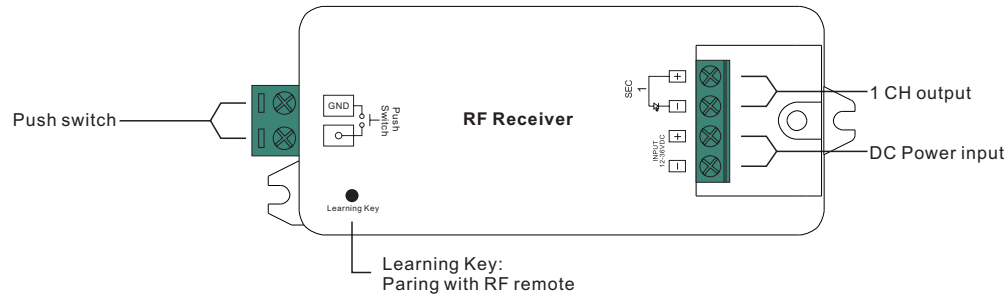 Push switch
GND
Push
Switch
RF Receiver
SEC
1
+
−
INPUT
12-36VDC
+
−
1 CH output
DC Power input
Learning Key
Learning Key:
Paring with RF remote